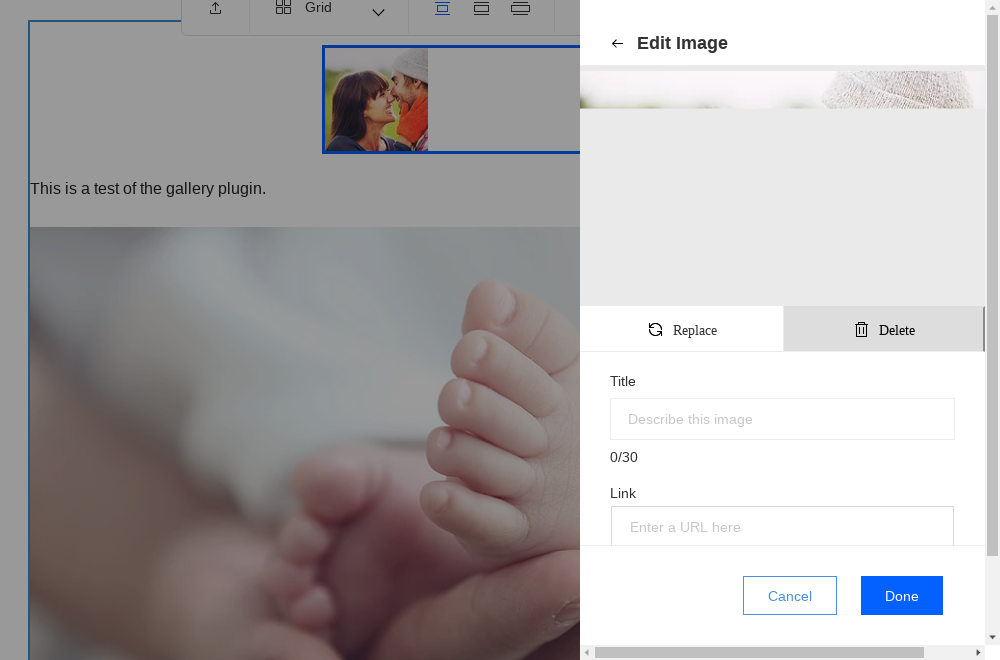 Grid
Edit Image
This is a test of the gallery plugin.
Replace
Delete
Title
Describe this image
0/30
Link
Enter a URL here
Cancel
Done